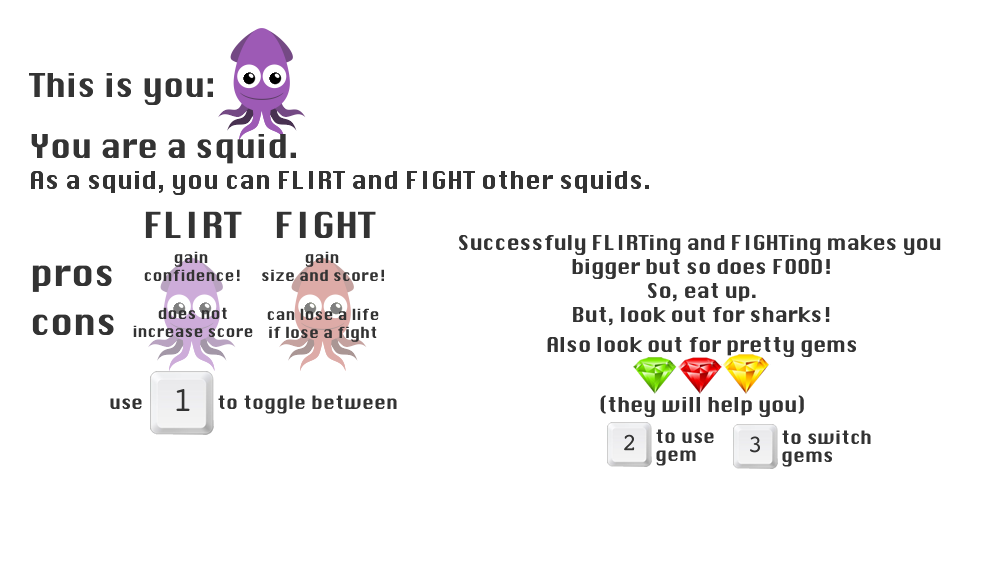 This is you:
You are a squid.
As a squid, you can FLIRT and FIGHT other squids.
FLIRT FIGHT
pros
gain
confidence!
gain
size and score!
cons
does not
increase score
can lose a life
if lose a fight
use 1 to toggle between
Successfuly FLIRTing and FIGHTing makes you
bigger but so does FOOD!
So, eat up.
But, look out for sharks!
Also look out for pretty gems
(they will help you)
2 to use
gem
3 to switch
gems